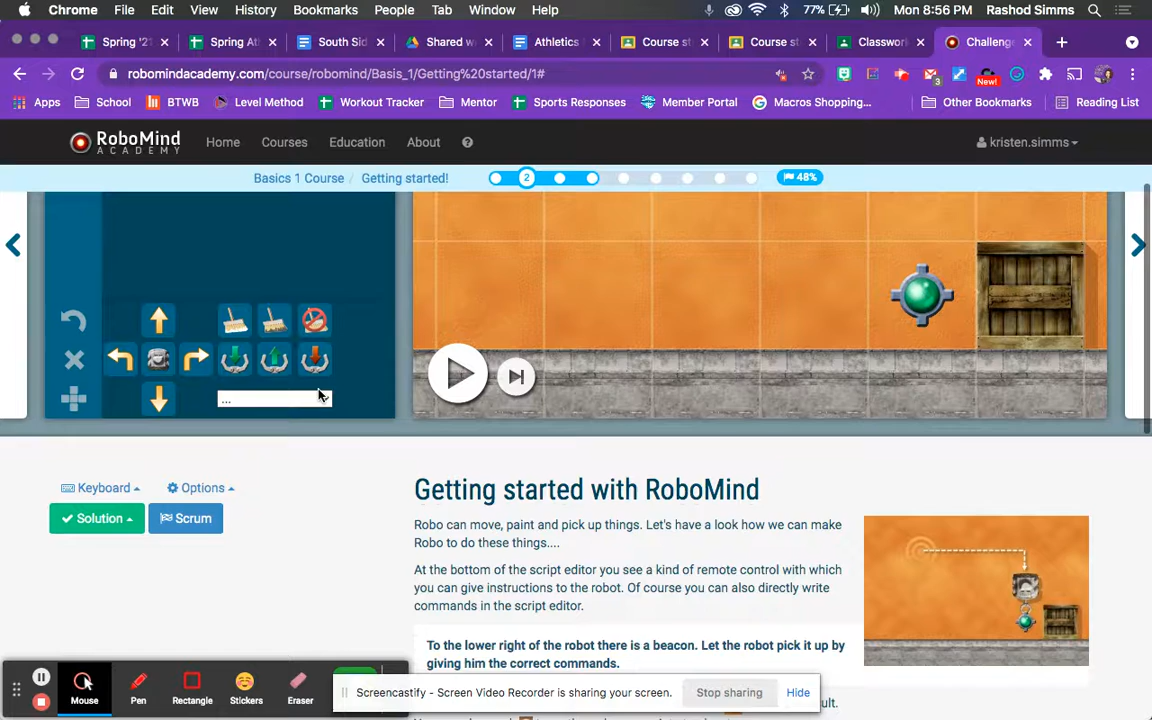 Chrome File Edit View History Bookmarks People Tab Window Help 77% Mon 8:56 PM Rashod Simms
Spring '21 Spring Ath South Sid Shared w Athletics Course st Course st Classwor Challeng
robomindacademy.com/course/robomind/Basis_1/Getting%20started/1# 3 New!
Apps School BTWB Level Method Workout Tracker Mentor Sports Responses Member Portal Macros Shopping... Other Bookmarks Reading List
RoboMind ACADEMY Home Courses Education About kristen.simms
Basics 1 Course / Getting started! 2 48%
...
Keyboard Options
Solution Scrum
Getting started with RoboMind
Robo can move, paint and pick up things. Let's have a look how we can make
Robo to do these things....
At the bottom of the script editor you see a kind of remote control with which
you can give instructions to the robot. Of course you can also directly write
commands in the script editor.
To the lower right of the robot there is a beacon. Let the robot pick it up by
giving him the correct commands.
Mouse Pen Rectangle Stickers Eraser
Screencastify - Screen Video Recorder is sharing your screen. Stop sharing Hide